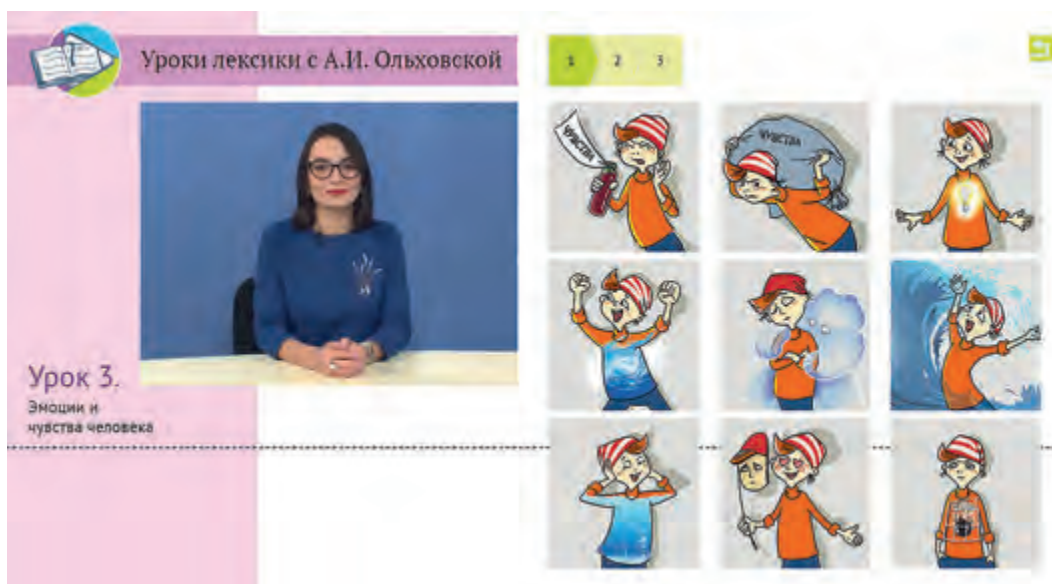 Уроки лексики с А.И. Ольховской
1 2 3
ЧУВСТВА
ЧУВСТВА
Урок 3.
Эмоции и
чувства человека